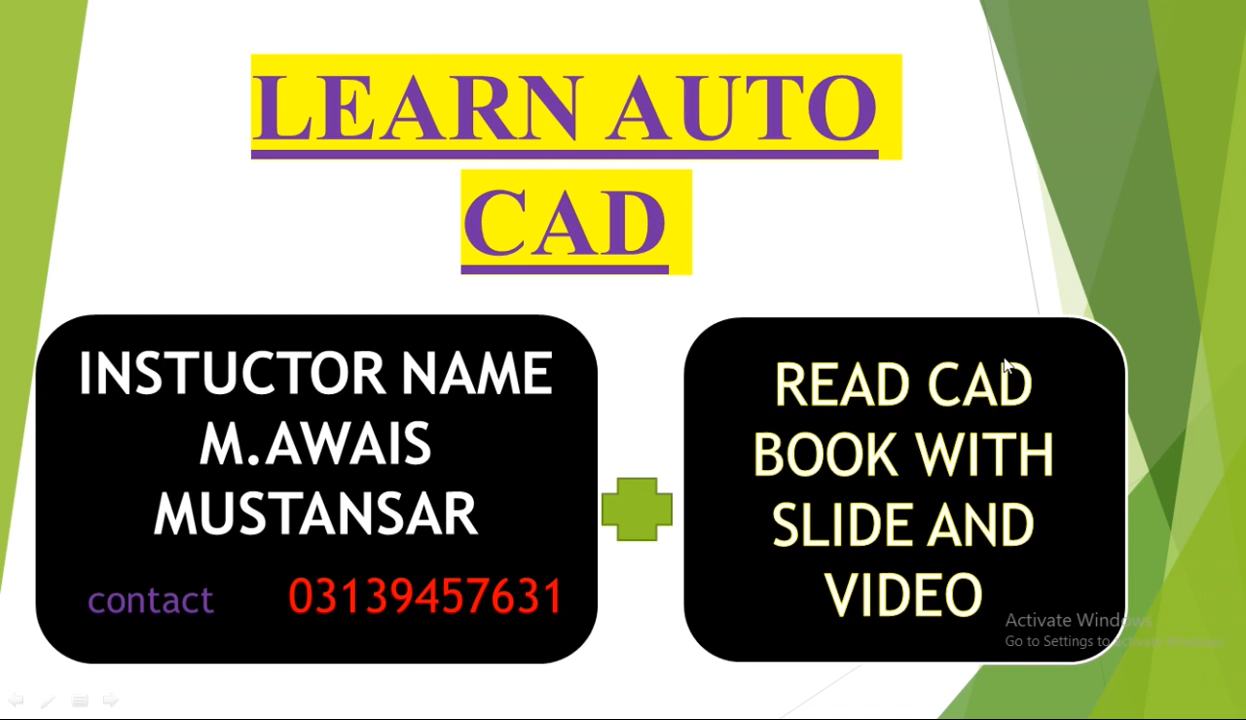 LEARN AUTO
CAD
INSTUCTOR NAME
M.AWAIS
MUSTANSAR
contact 03139457631
READ CAD
BOOK WITH
SLIDE AND
VIDEO
Activate Windows
Go to Settings to activate Windows.